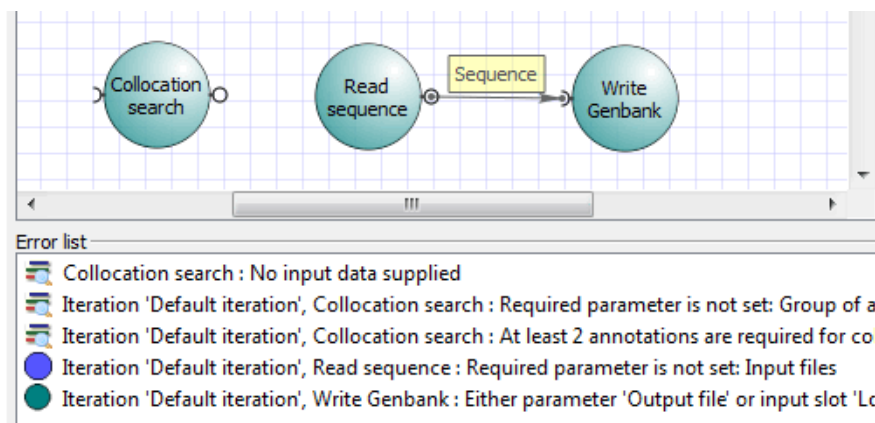 Collocation
search
Read
sequence
Sequence
Write
Genbank
Error list
Collocation search : No input data supplied
Iteration 'Default iteration', Collocation search : Required parameter is not set: Group of a
Iteration 'Default iteration', Collocation search : At least 2 annotations are required for co
Iteration 'Default iteration', Read sequence : Required parameter is not set: Input files
Iteration 'Default iteration', Write Genbank : Either parameter 'Output file' or input slot 'Lo